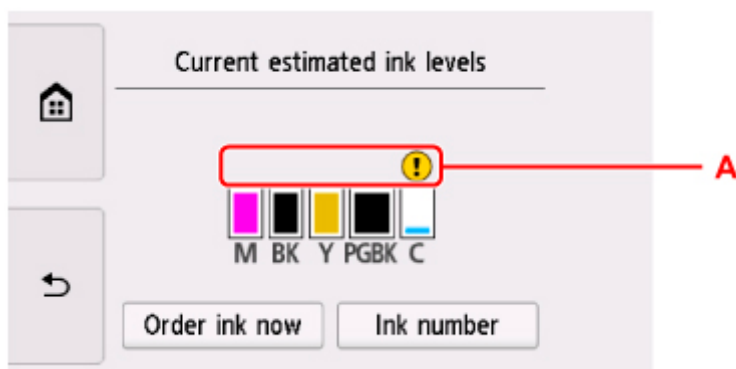 Current estimated ink levels
!
A
M BK Y PGBK C
Order ink now Ink number